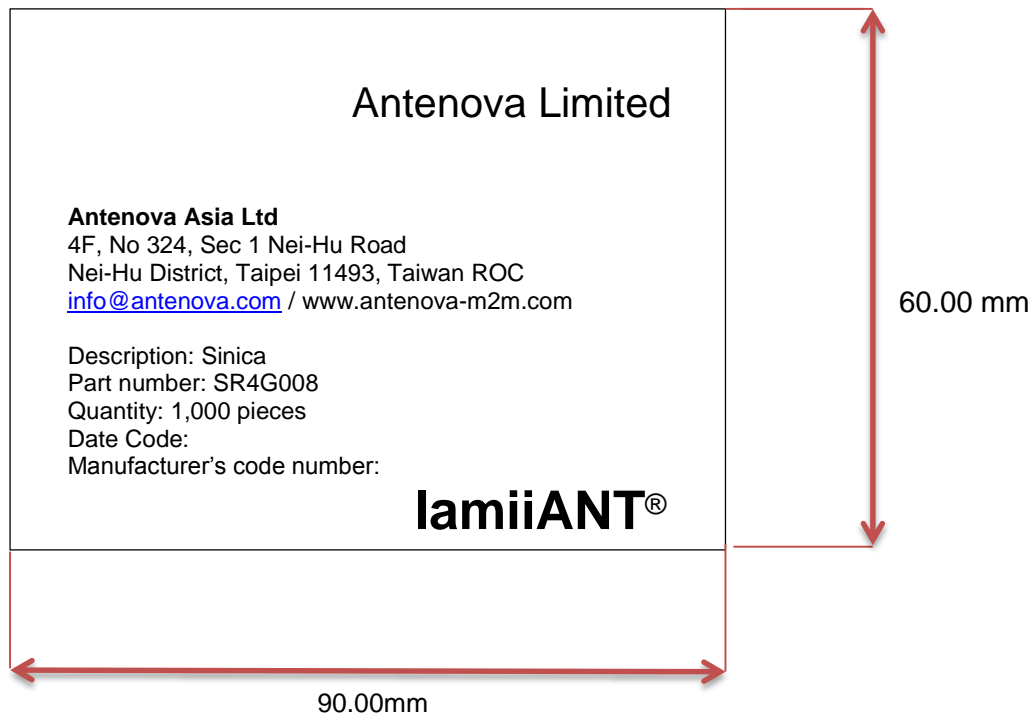 Antenova Limited
Antenova Asia Ltd
4F, No 324, Sec 1 Nei-Hu Road
Nei-Hu District, Taipei 11493, Taiwan ROC
info@antenova.com / www.antenova-m2m.com
60.00 mm
Description: Sinica
Part number: SR4G008
Quantity: 1,000 pieces
Date Code:
Manufacturer’s code number:
lamiiANT®
90.00mm